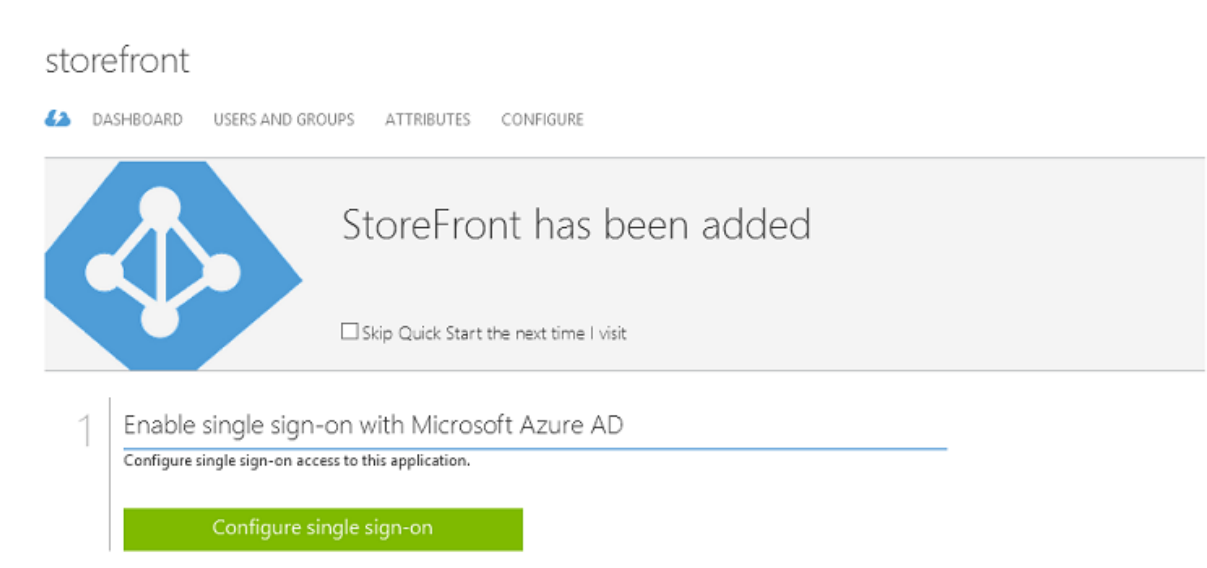 storefront
DASHBOARD USERS AND GROUPS ATTRIBUTES CONFIGURE
StoreFront has been added
Skip Quick Start the next time I visit
1 Enable single sign-on with Microsoft Azure AD
Configure single sign-on access to this application.
Configure single sign-on